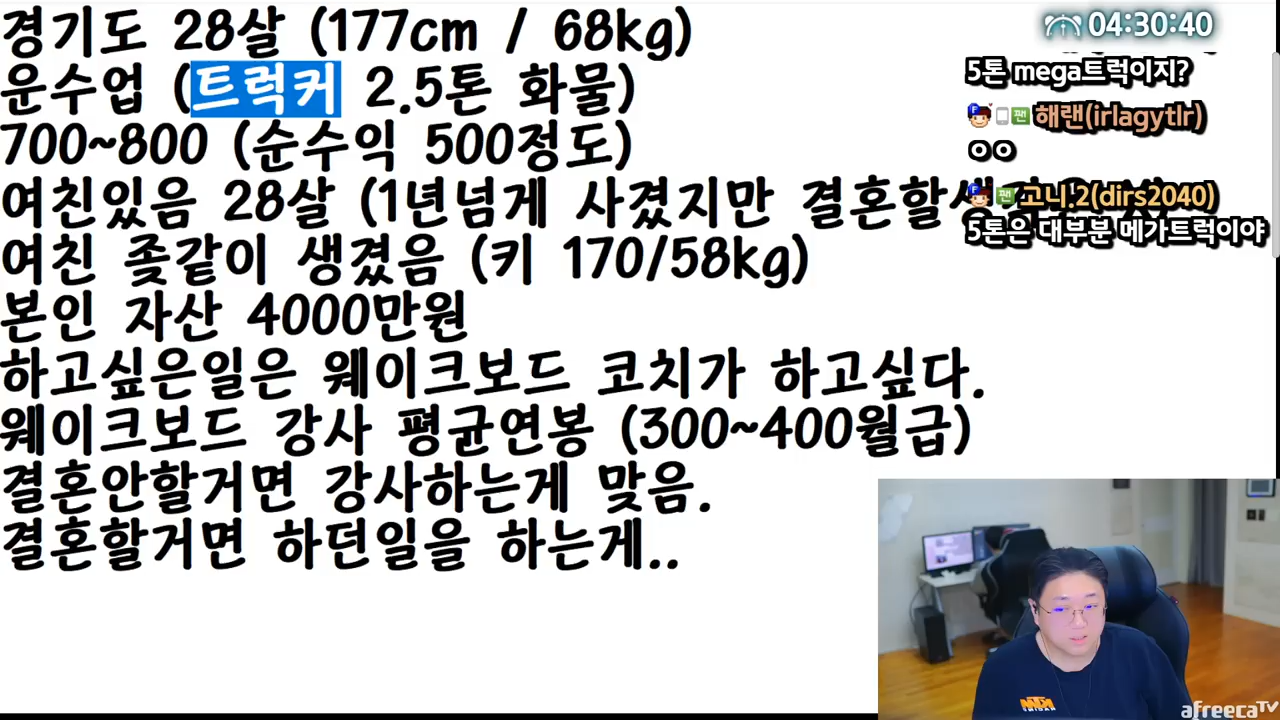 경기도 28살 (177cm / 68kg)
운수업 (트럭커 2.5톤 화물)
700~800 (순수익 500정도)
여친있음 28살 (1년넘게 사겼지만 결혼할생
여친 좆같이 생겼음 (키 170/58kg)
본인 자산 4000만원
하고싶은일은 웨이크보드 코치가 하고싶다.
웨이크보드 강사 평균연봉 (300~400월급)
결혼안할거면 강사하는게 맞음.
결혼할거면 하던일을 하는게..
04:30:40
5톤 mega트럭이지?
해랜(irlagytlr)
ㅇㅇ
고니.2(dirs2040)
5톤은 대부분 메가트럭이야
afreecaTV